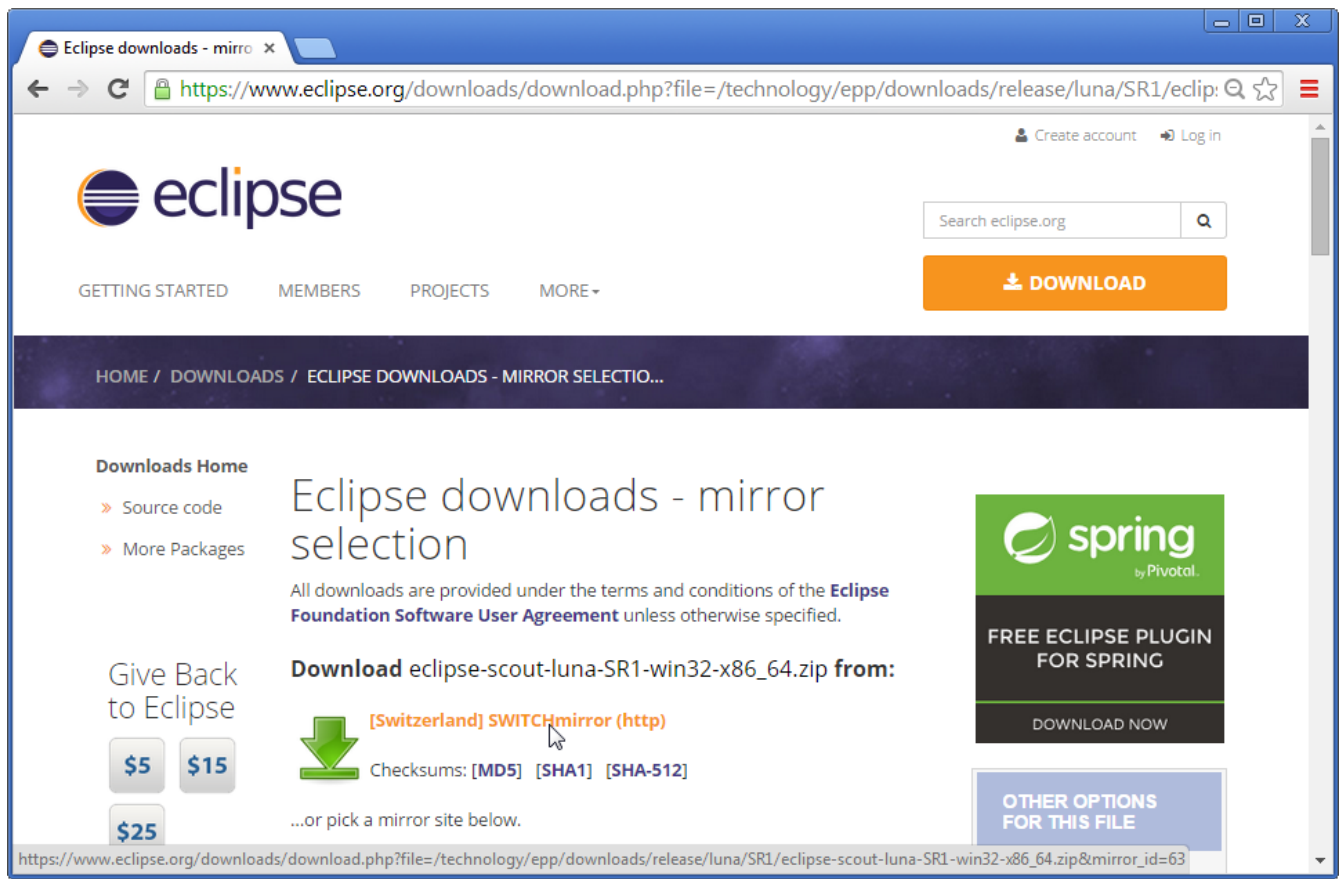 Eclipse downloads - mirro
https://www.eclipse.org/downloads/download.php?file=/technology/epp/downloads/release/luna/SR1/eclip
Create account Log in
eclipse
Search eclipse.org
GETTING STARTED MEMBERS PROJECTS MORE
DOWNLOAD
HOME / DOWNLOADS / ECLIPSE DOWNLOADS - MIRROR SELECTIO...
Downloads Home
Source code
More Packages
Give Back
to Eclipse
$5 $15
$25
Eclipse downloads - mirror
selection
All downloads are provided under the terms and conditions of the Eclipse
Foundation Software User Agreement unless otherwise specified.
Download eclipse-scout-luna-SR1-win32-x86_64.zip from:
[Switzerland] SWITCHmirror (http)
Checksums: [MD5] [SHA1] [SHA-512]
...or pick a mirror site below.
spring
by Pivotal.
FREE ECLIPSE PLUGIN
FOR SPRING
DOWNLOAD NOW
OTHER OPTIONS
FOR THIS FILE
https://www.eclipse.org/downloads/download.php?file=/technology/epp/downloads/release/luna/SR1/eclipse-scout-luna-SR1-win32-x86_64.zip&mirror_id=63